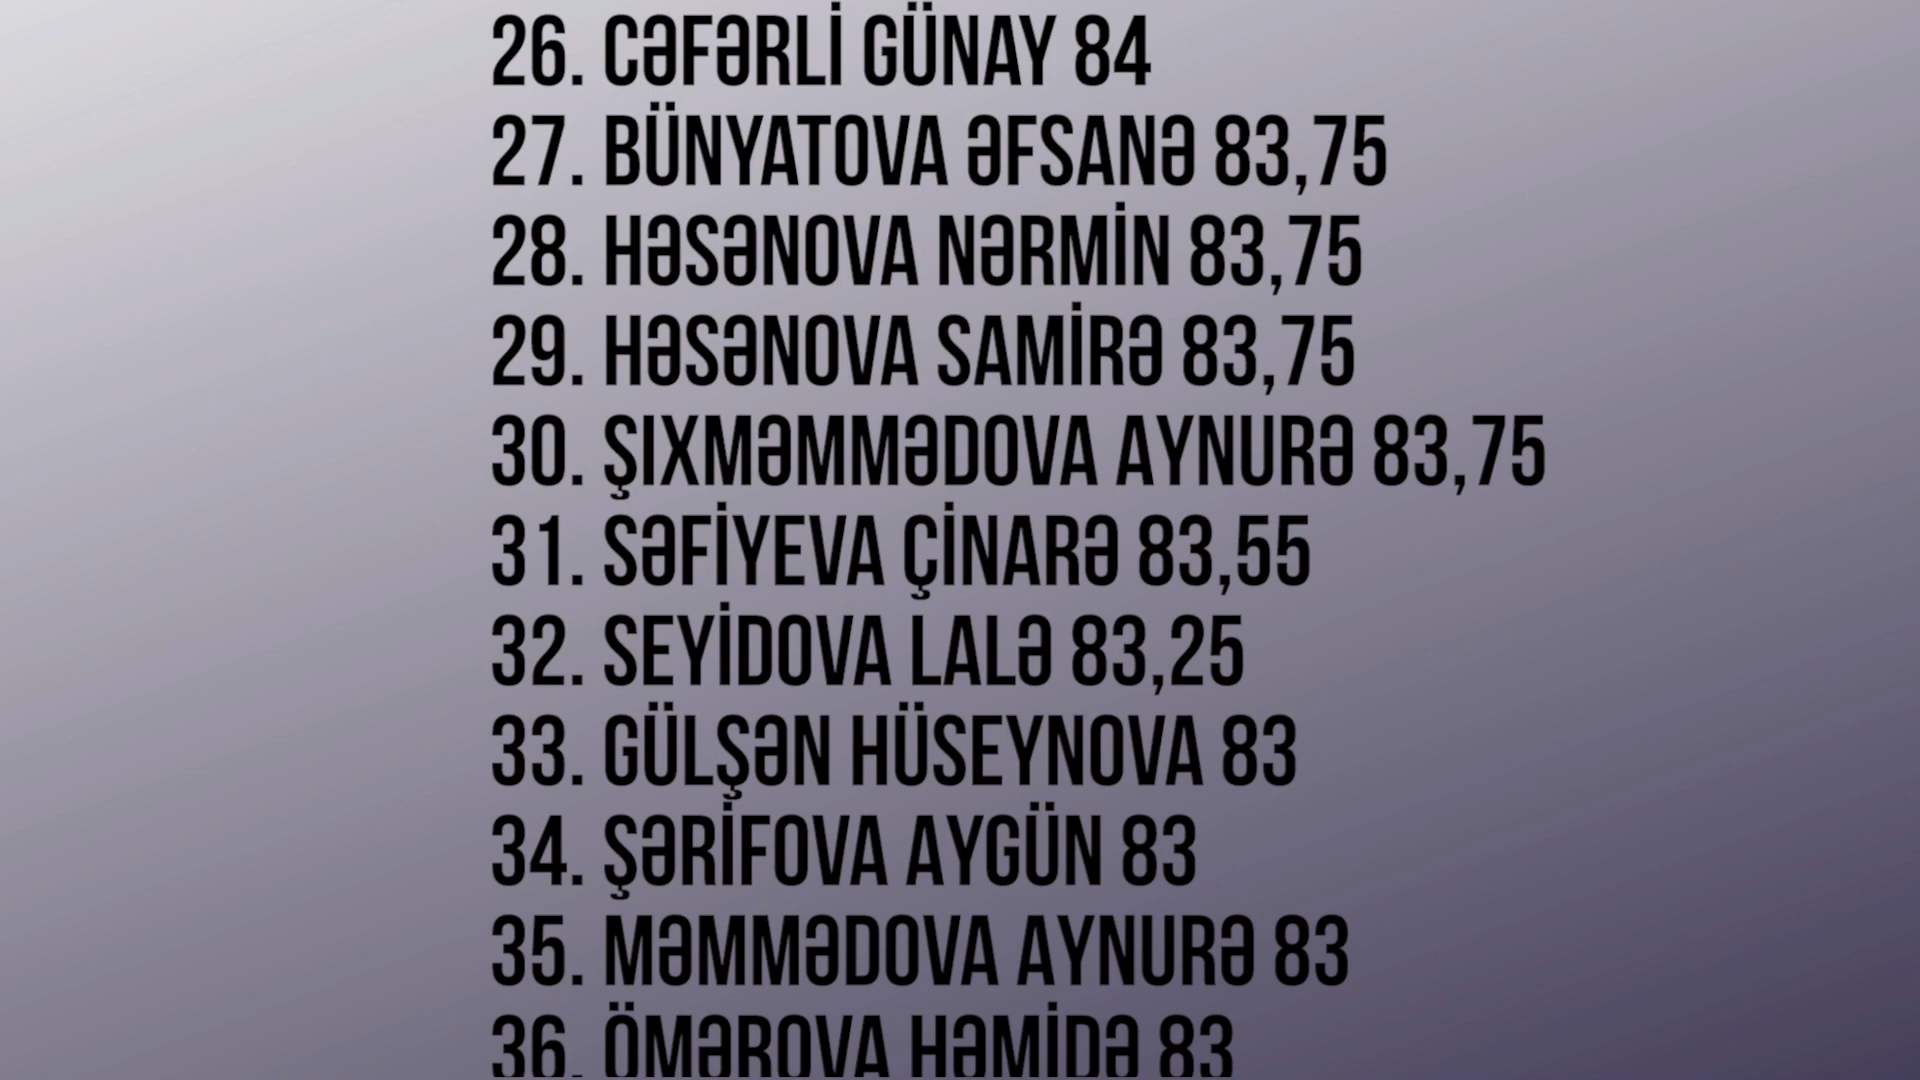 26. CƏFƏRLİ GÜNAY 84
27. BÜNYATOVA ƏFSANƏ 83,75
28. HƏSƏNOVA NƏRMİN 83,75
29. HƏSƏNOVA SAMİRƏ 83,75
30. ŞIXMƏMMƏDOVA AYNURƏ 83,75
31. SƏFİYEVA ÇİNARƏ 83,55
32. SEYİDOVA LALƏ 83,25
33. GÜLŞƏN HÜSEYNOVA 83
34. ŞƏRİFOVA AYGÜN 83
35. MƏMMƏDOVA AYNURƏ 83
36. ÖMƏROVA HƏMİDƏ 83